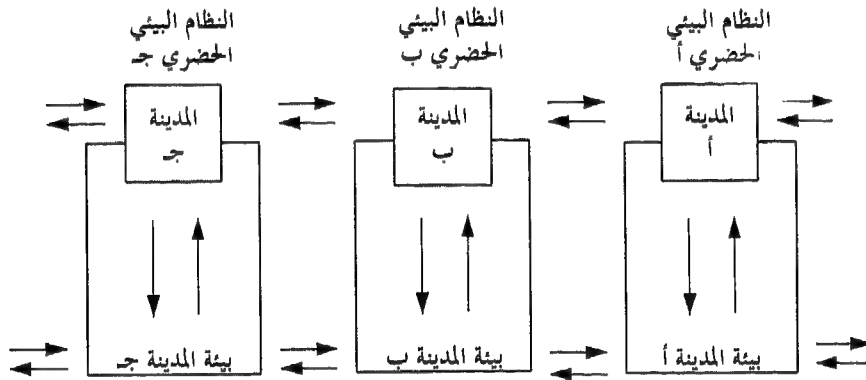 النظام البيئي
الحضري أ
النظام البيئي
الحضري ب
النظام البيئي
الحضري جـ
المدينة
أ
المدينة
ب
المدينة
جـ
بيئة المدينة أ
بيئة المدينة ب
بيئة المدينة جـ